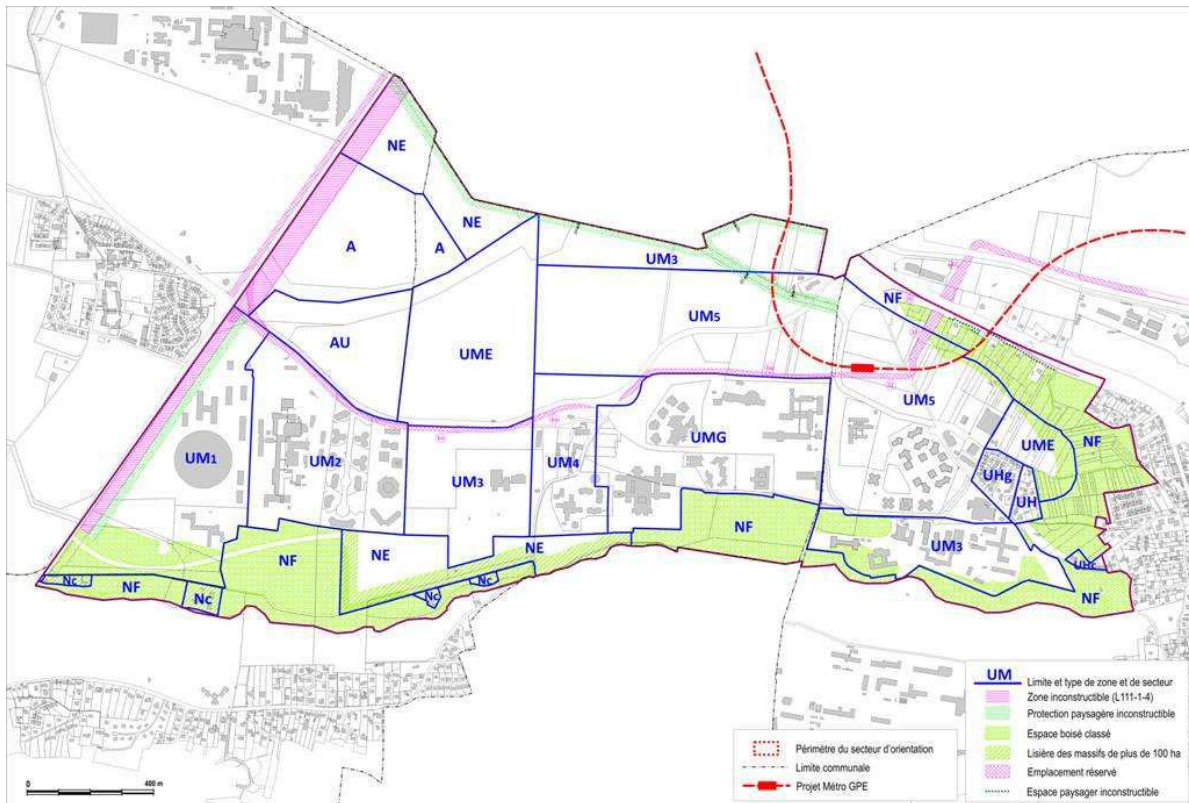 NE
NE
A
A
UM3
NF
UM5
AU
UME
UM5
UMG
UME
NF
UM1
UM2
UM3
UM4
UHg
UH
NF
NF
NE
NE
UM3
UHc
Nc
NF
Nc
Nc
Nc
NF
UM Limite et type de zone et de secteur
Zone inconstructible (L111-1-4)
Protection paysagère inconstructible
Espace boisé classé
Lisière des massifs de plus de 100 ha
Emplacement réservé
Espace paysager inconstructible
Périmètre du secteur d'orientation
Limite communale
Projet Métro GPE
0 400 m